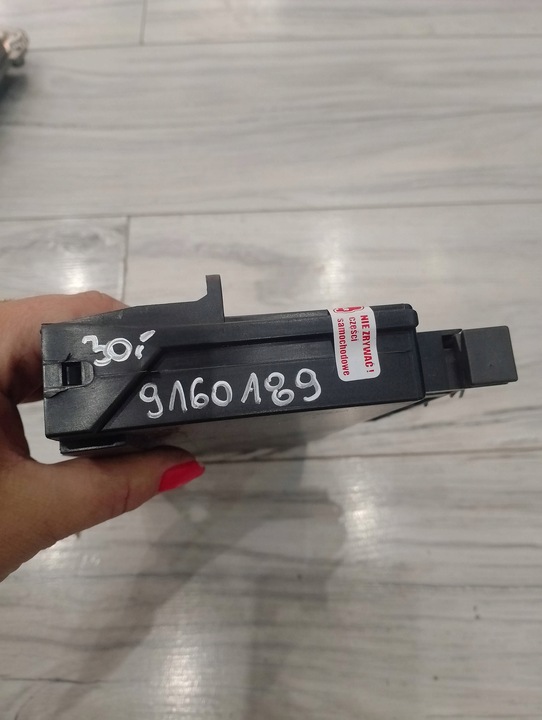 30i
9160189
NIE ZRYWAĆ!
części
samochodowe